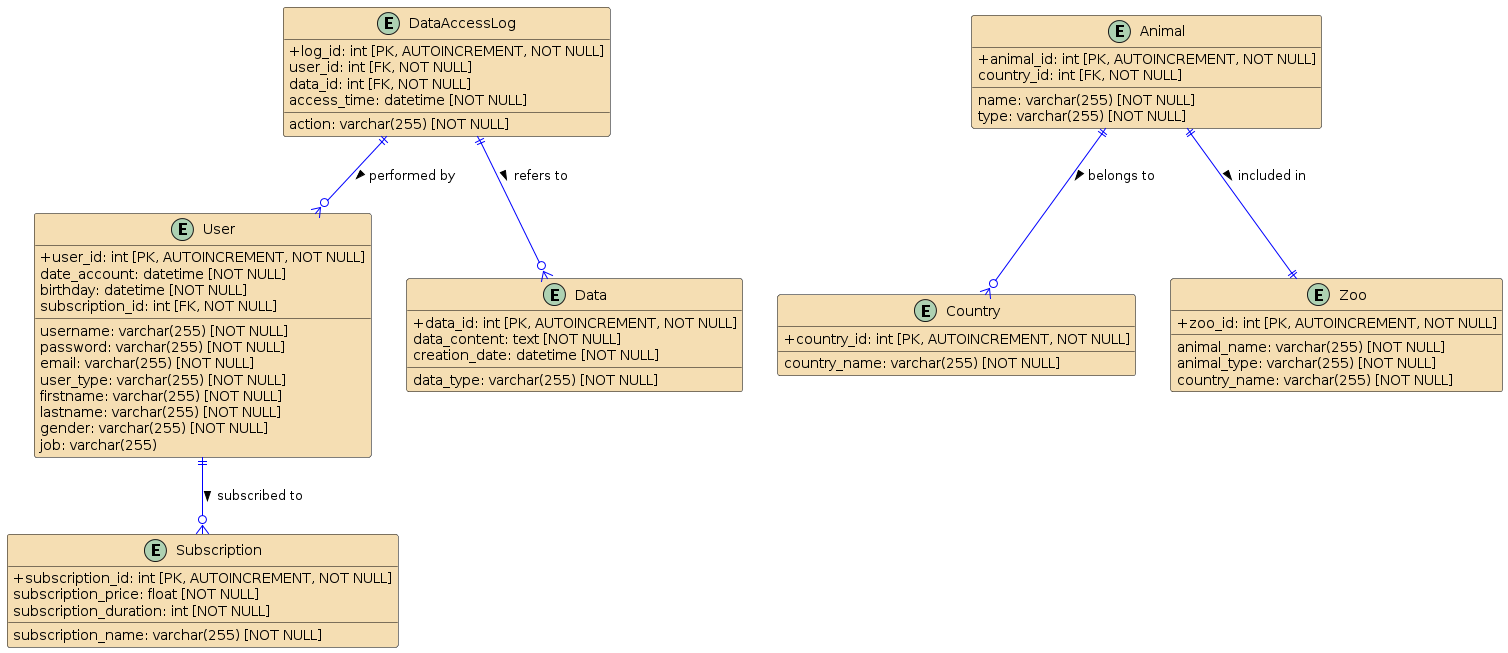 E DataAccessLog
+log_id: int [PK, AUTOINCREMENT, NOT NULL]
user_id: int [FK, NOT NULL]
data_id: int [FK, NOT NULL]
access_time: datetime [NOT NULL]
action: varchar(255) [NOT NULL]
E Animal
+animal_id: int [PK, AUTOINCREMENT, NOT NULL]
country_id: int [FK, NOT NULL]
name: varchar(255) [NOT NULL]
type: varchar(255) [NOT NULL]
performed by
refers to
belongs to
included in
E User
+user_id: int [PK, AUTOINCREMENT, NOT NULL]
date_account: datetime [NOT NULL]
birthday: datetime [NOT NULL]
subscription_id: int [FK, NOT NULL]
username: varchar(255) [NOT NULL]
password: varchar(255) [NOT NULL]
email: varchar(255) [NOT NULL]
user_type: varchar(255) [NOT NULL]
firstname: varchar(255) [NOT NULL]
lastname: varchar(255) [NOT NULL]
gender: varchar(255) [NOT NULL]
job: varchar(255)
E Data
+data_id: int [PK, AUTOINCREMENT, NOT NULL]
data_content: text [NOT NULL]
creation_date: datetime [NOT NULL]
data_type: varchar(255) [NOT NULL]
E Country
+country_id: int [PK, AUTOINCREMENT, NOT NULL]
country_name: varchar(255) [NOT NULL]
E Zoo
+zoo_id: int [PK, AUTOINCREMENT, NOT NULL]
animal_name: varchar(255) [NOT NULL]
animal_type: varchar(255) [NOT NULL]
country_name: varchar(255) [NOT NULL]
subscribed to
E Subscription
+subscription_id: int [PK, AUTOINCREMENT, NOT NULL]
subscription_price: float [NOT NULL]
subscription_duration: int [NOT NULL]
subscription_name: varchar(255) [NOT NULL]